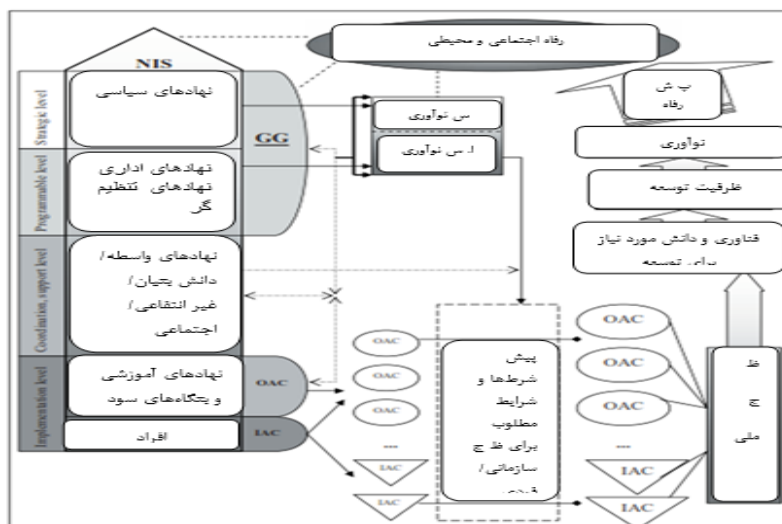 رفاه اجتماعی و محیطی
NIS
Strategic level
نهادهای سیاسی
GG
س نوآوری
ا. س نوآوری
Programmable level
نهادهای اداری
نهادهای تنظیم
گر
Coordination, support level
نهادهای واسطه/
دانش بنیان/
غیر انتفاعی/
اجتماعی
Implementation level
نهادهای آموزشی
و بنگاه‌های سود
OAC
افراد
IAC
OAC
OAC
OAC
---
IAC
IAC
پیش
شرط‌ها و
شرایط
مطلوب
برای ظ ج
سازمانی/
فردی
OAC
OAC
OAC
---
IAC
IAC
رفاه
نوآوری
ظرفیت توسعه
فناوری و دانش مورد نیاز
برای توسعه
ظ
ج
ملی